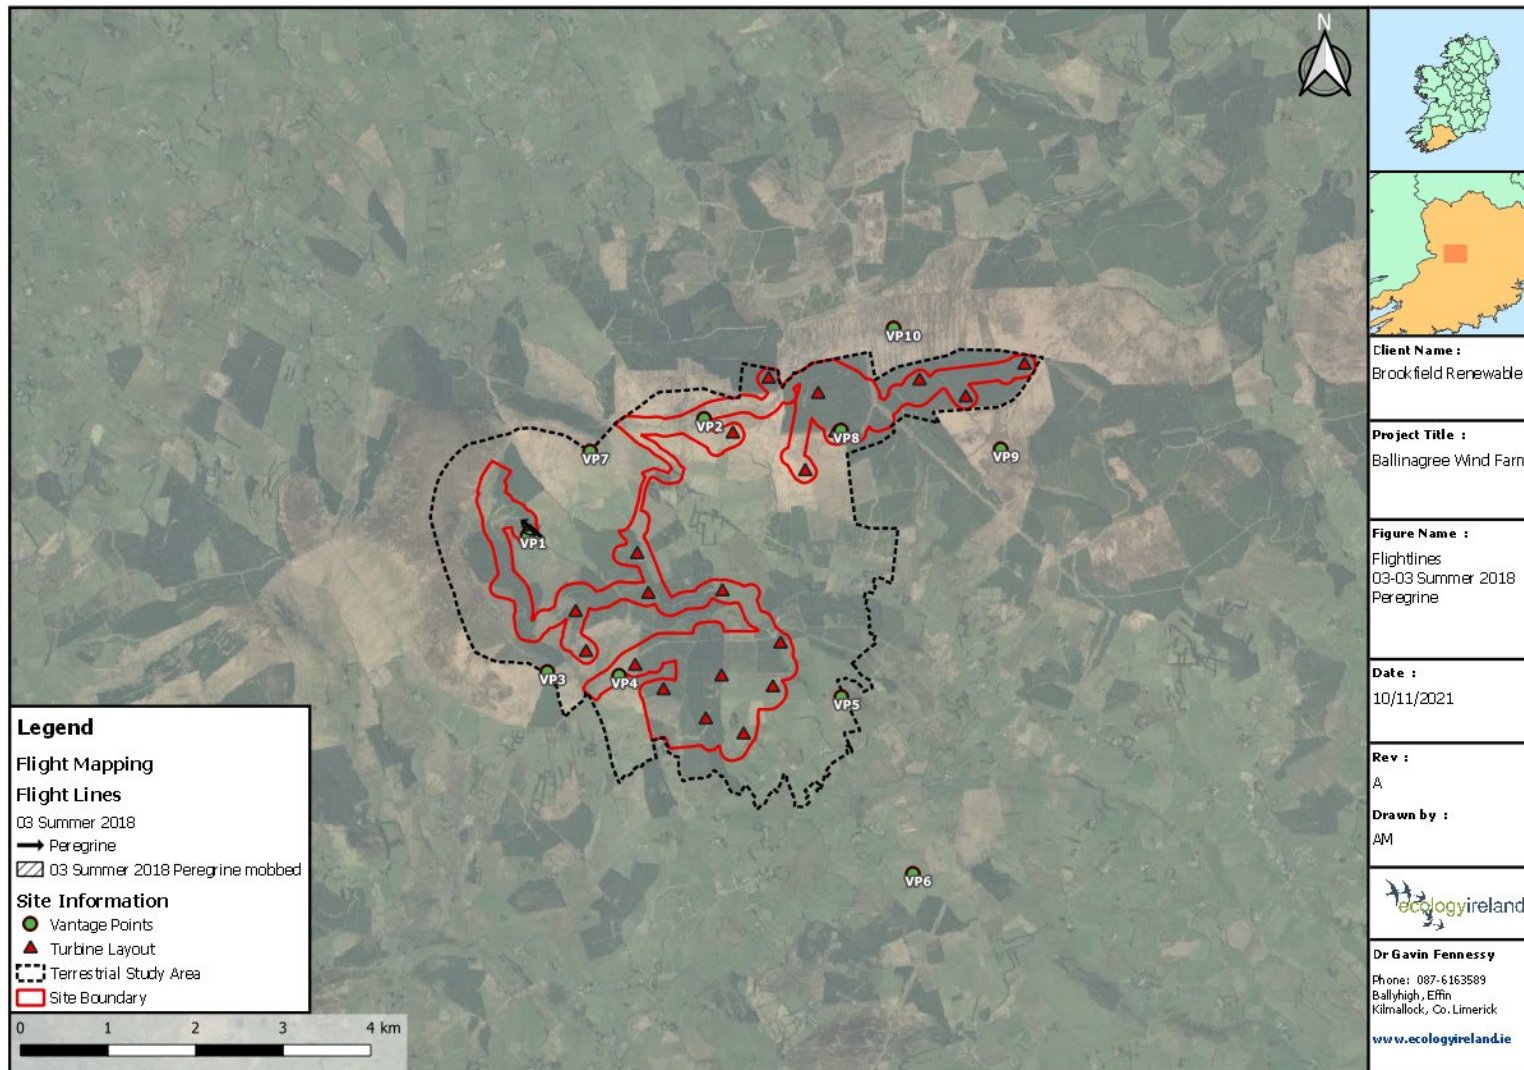 N
VP10
VP2
VP8
VP7
VP9
VP1
VP3
VP4
VP5
VP6
Legend
Flight Mapping
Flight Lines
03 Summer 2018
Peregrine
03 Summer 2018 Peregrine mobbed
Site Information
Vantage Points
Turbine Layout
Terrestrial Study Area
Site Boundary
0 1 2 3 4 km
Client Name :
Brookfield Renewable
Project Title :
Ballinagree Wind Farm
Figure Name :
Flightlines
03-03 Summer 2018
Peregrine
Date :
10/11/2021
Rev :
A
Drawn by :
AM
ecologyireland
Dr Gavin Fennessy
Phone: 087-6163589
Ballyhigh, Effin
Kilmallock, Co. Limerick
www.ecologyireland.ie